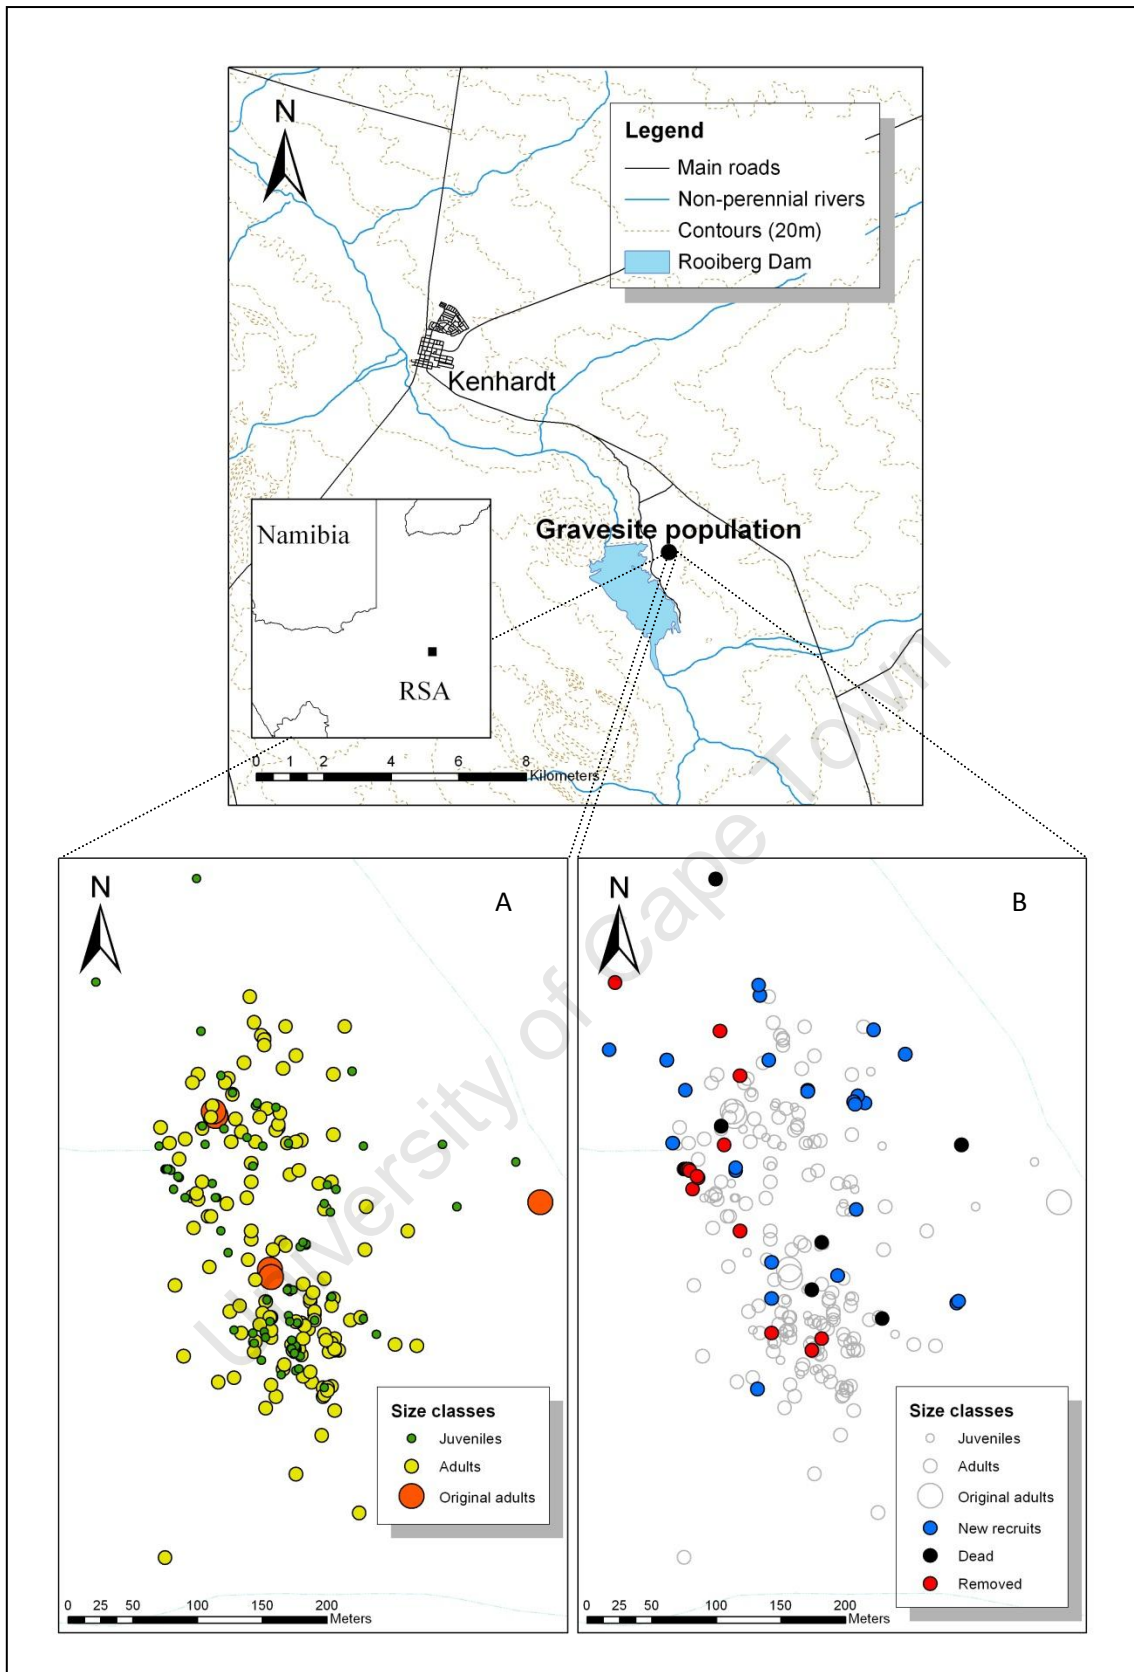 N
Legend
Main roads
Non-perennial rivers
Contours (20m)
Rooiberg Dam
Kenhardt
Gravesite population
Namibia
RSA
0 1 2 4 6 8
Kilometers
University of Cape Town
N
A
Size classes
Juveniles
Adults
Original adults
0 25 50 100 150 200
Meters
N
B
Size classes
Juveniles
Adults
Original adults
New recruits
Dead
Removed
0 25 50 100 150 200
Meters